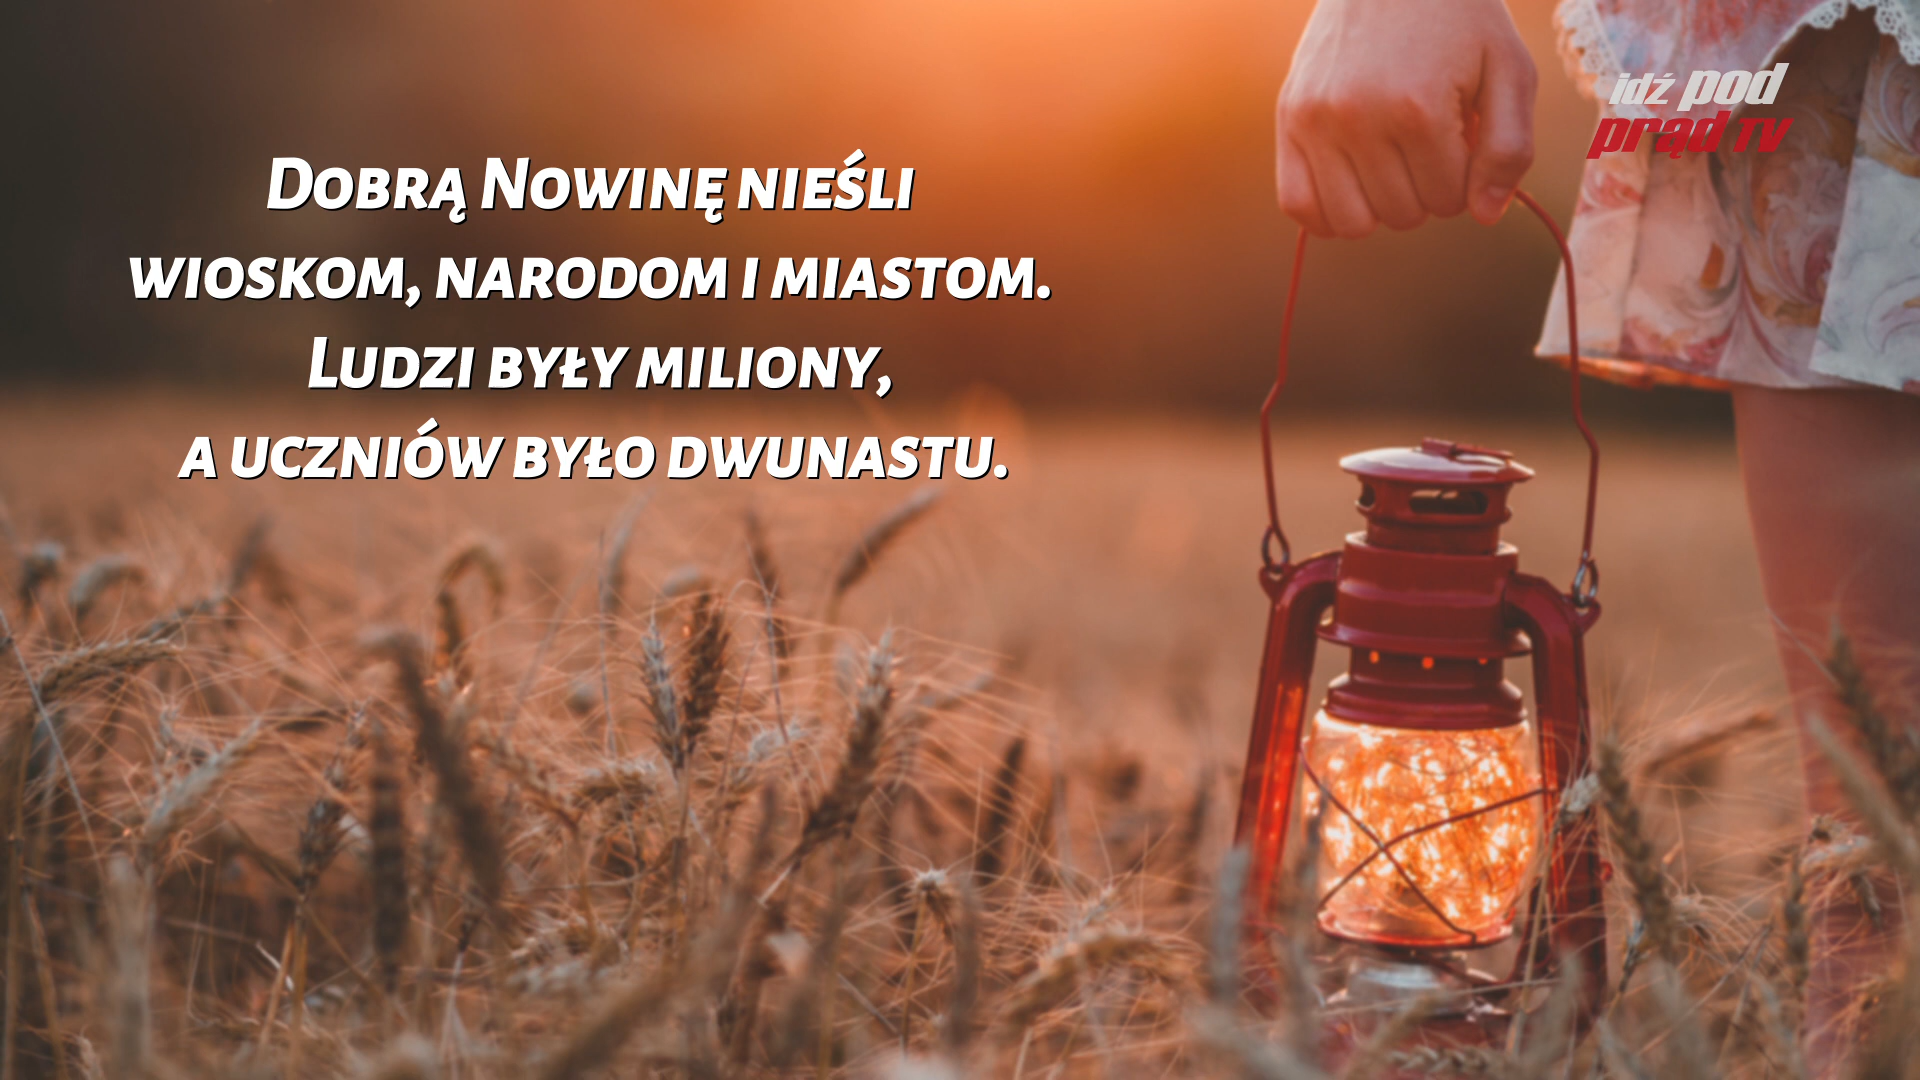 Dobrą Nowinę nieśli
wioskom, narodom i miastom.
Ludzi były miliony,
a uczniów było dwunastu.
idź pod
prąd TV